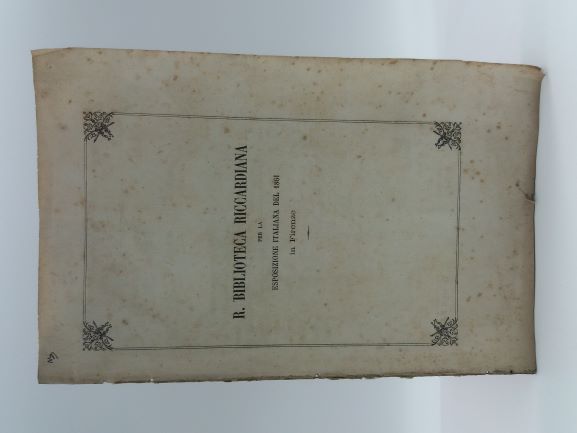 R. BIBLIOTECA RICCARDIANA
PER LA
ESPOSIZIONE ITALIANA DEL 1861
in Firenze